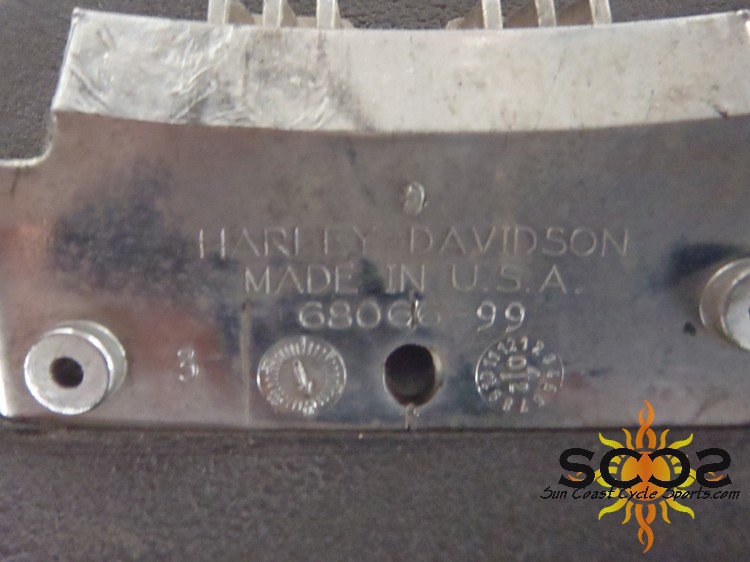 HARLEY DAVIDSON
MADE IN U.S.A.
68066-99
3
SCCS
Sun Coast Cycle Sports.com